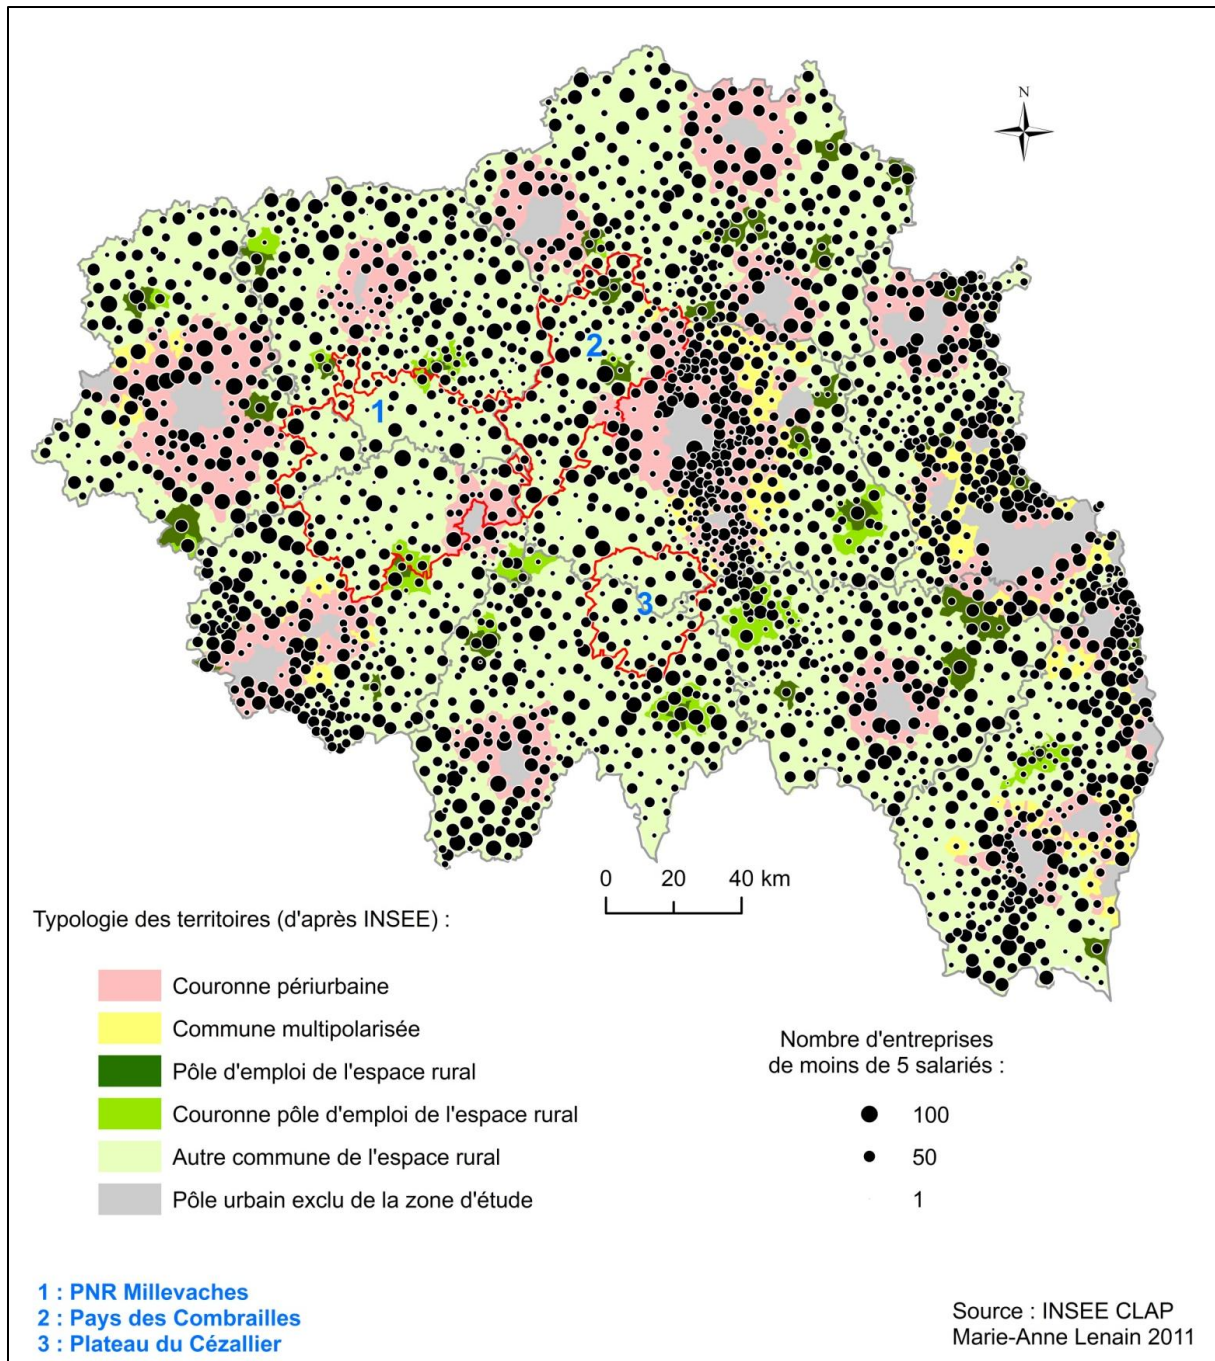 N
1
2
3
0 20 40 km
Typologie des territoires (d'après INSEE) :
Couronne périurbaine
Commune multipolarisée
Pôle d'emploi de l'espace rural
Couronne pôle d'emploi de l'espace rural
Autre commune de l'espace rural
Pôle urbain exclu de la zone d'étude
Nombre d'entreprises
de moins de 5 salariés :
100
50
1
1 : PNR Millevaches
2 : Pays des Combrailles
3 : Plateau du Cézallier
Source : INSEE CLAP
Marie-Anne Lenain 2011